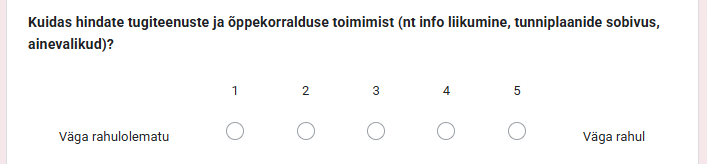 Kuidas hindate tugiteenuste ja õppekorralduse toimimist (nt info liikumine, tunniplaanide sobivus,
ainevalikud)?
1 2 3 4 5
Väga rahulolematu Väga rahul